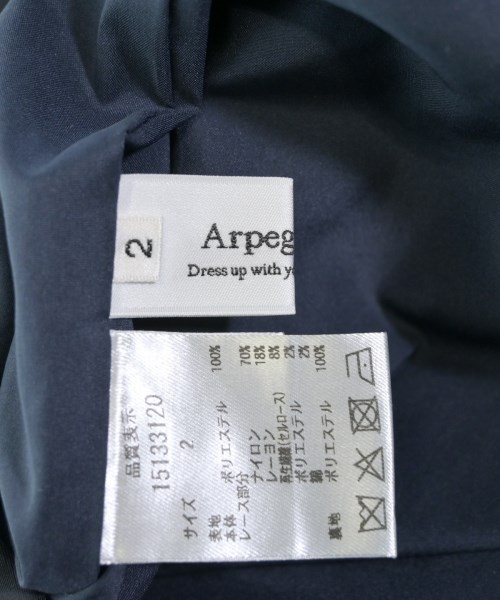 2
Arpeg
Dress up with
品質表示
15133120
サイズ 2
表地
本体 ポリエステル 100%
レース部分
ナイロン 70%
レーヨン 18%
再生繊維(セルロース) 8%
ポリエステル 2%
綿 2%
裏地 ポリエステル 100%